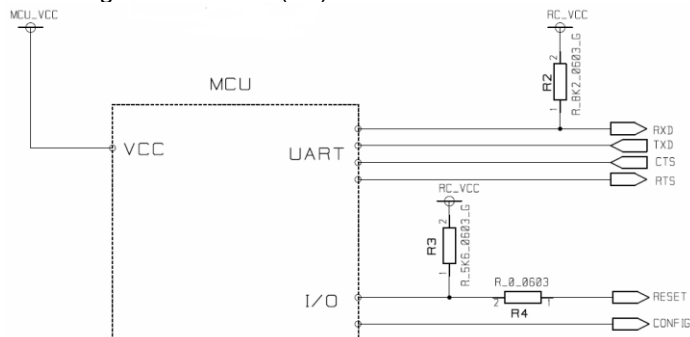 MCU_VCC
RC_VCC
R2
R_8K2_0603_G
2
1
MCU
VCC
UART
RXD
TXD
CTS
RTS
RC_VCC
R3
R_5K6_0603_G
2
1
I/O
R_0_0603
2
1
R4
RESET
CONFIG